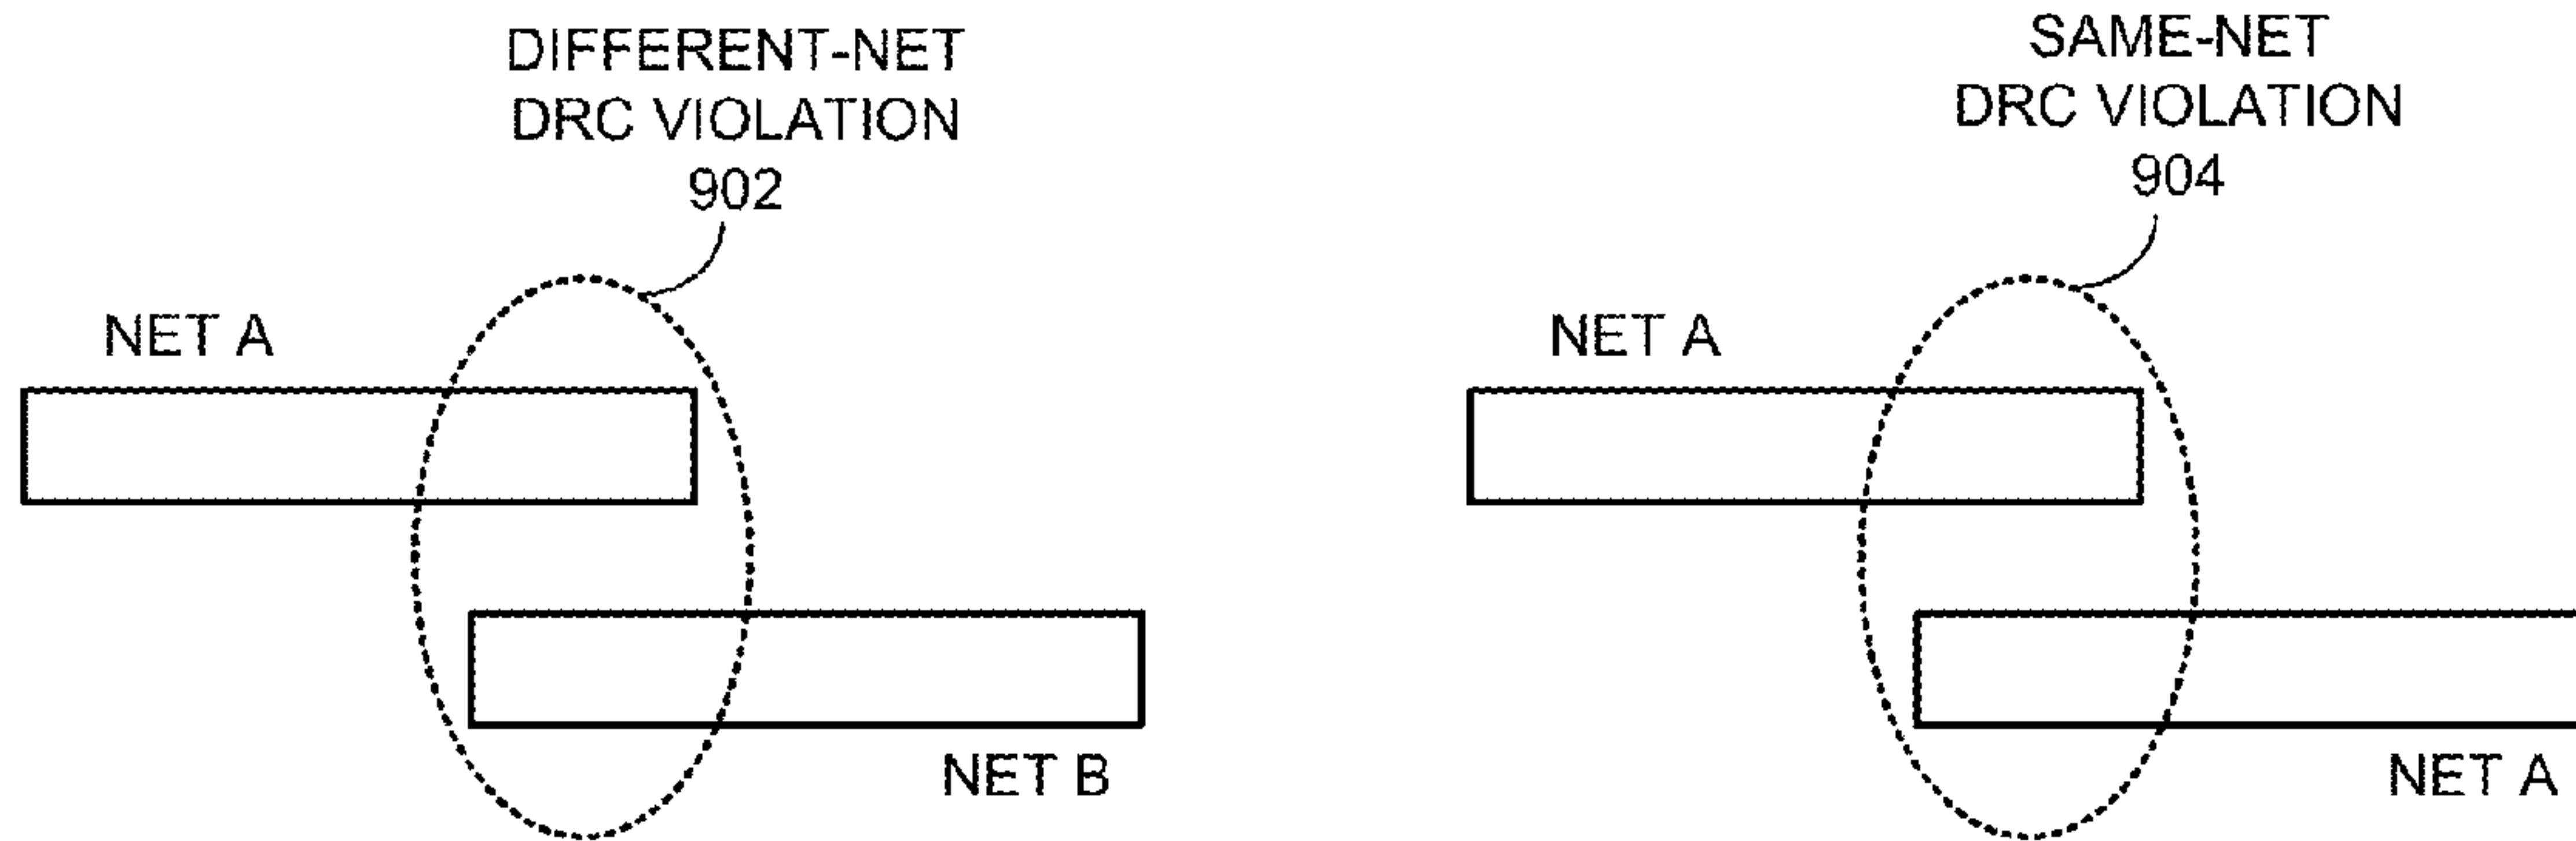 DIFFERENT-NET
DRC VIOLATION
902
NET A
NET B
SAME-NET
DRC VIOLATION
904
NET A
NET A